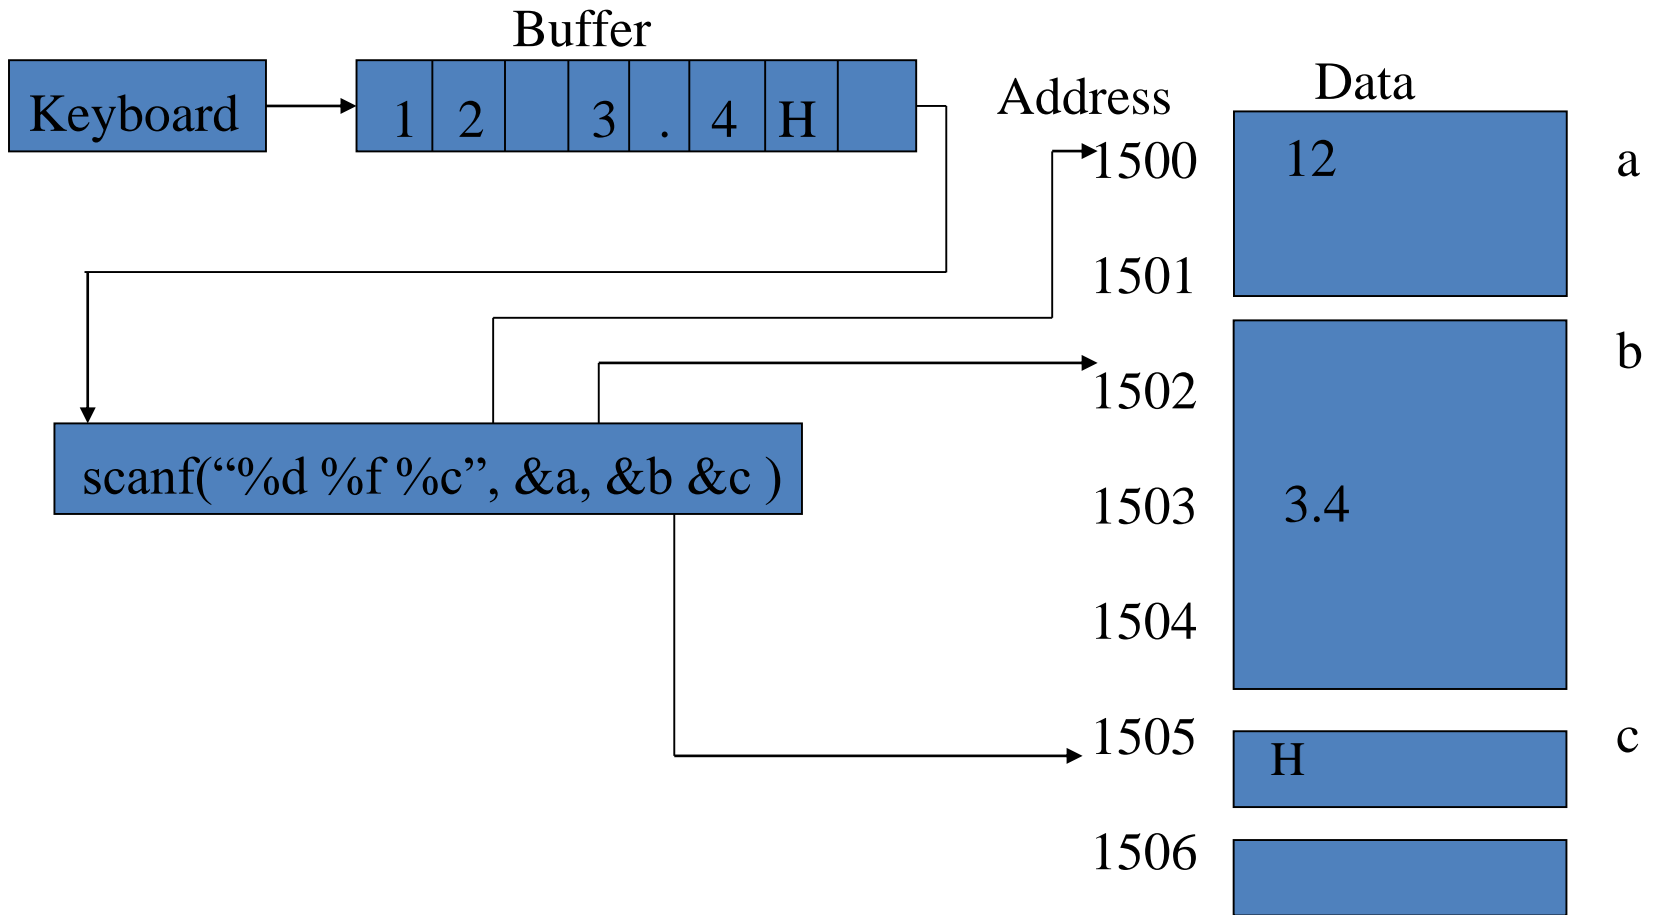 Buffer
Keyboard
1 2 3 . 4 H
Address
Data
1500
12
a
1501
b
1502
scanf(“%d %f %c”, &a, &b &c )
1503
3.4
1504
1505
c
H
1506